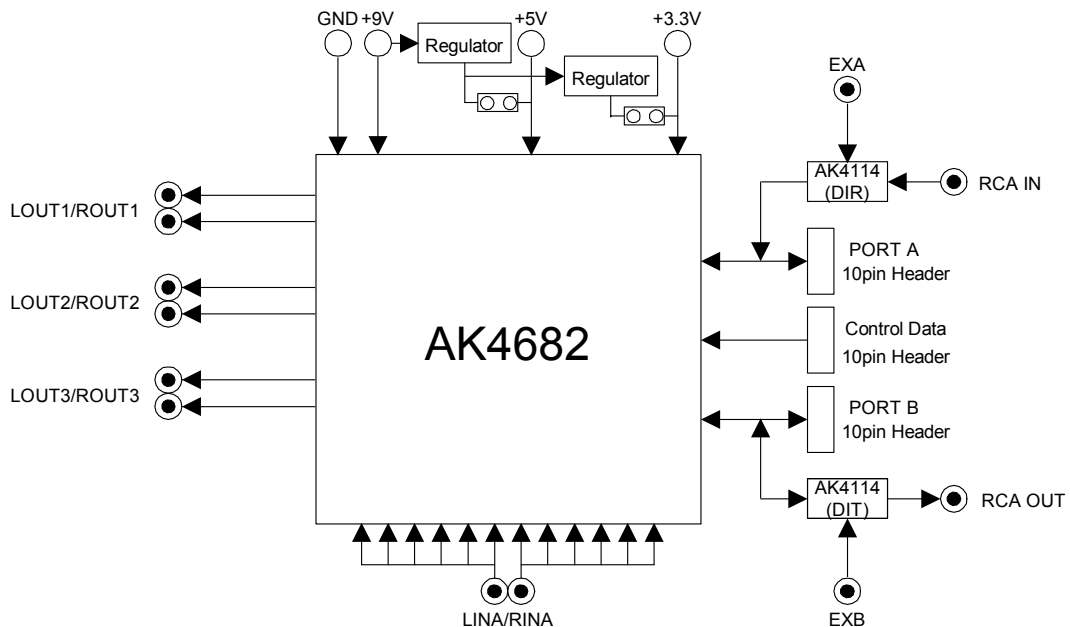 GND +9V +5V +3.3V
Regulator
Regulator
EXA
AK4114
(DIR)
RCA IN
LOUT1/ROUT1
PORT A
10pin Header
LOUT2/ROUT2
AK4682
Control Data
10pin Header
LOUT3/ROUT3
PORT B
10pin Header
AK4114
(DIT)
RCA OUT
LINA/RINA
EXB